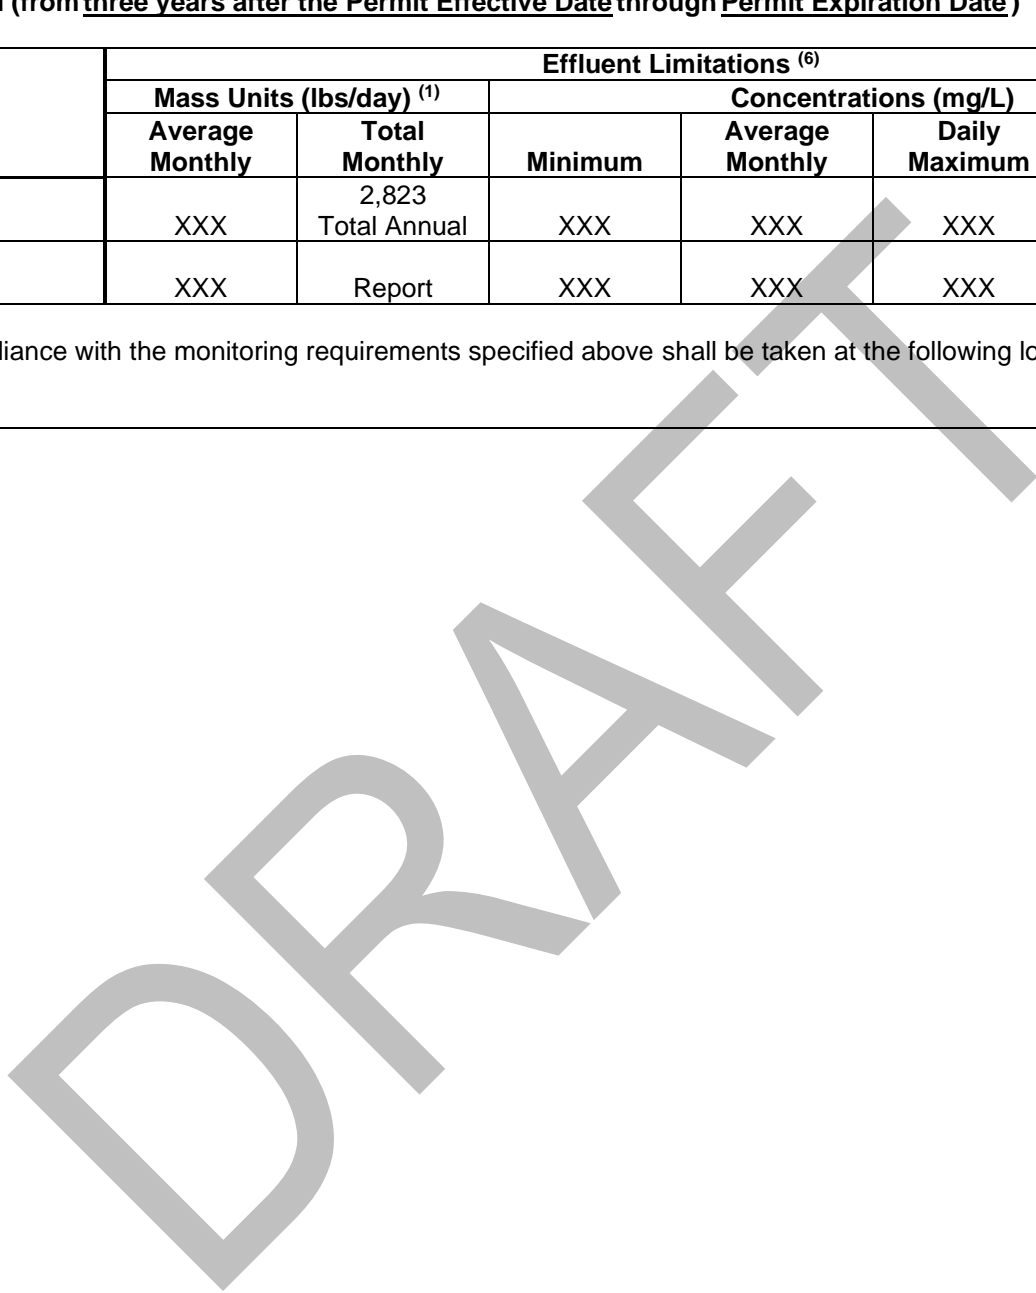 (from three years after the Permit Effective Date through Permit Expiration Date)
Effluent Limitations (6)
Mass Units (lbs/day) (1) Concentrations (mg/L)
Average Monthly Total Monthly Minimum Average Monthly Daily Maximum
XXX 2,823 Total Annual XXX XXX XXX
XXX Report XXX XXX XXX
liance with the monitoring requirements specified above shall be taken at the following lo
DRAFT